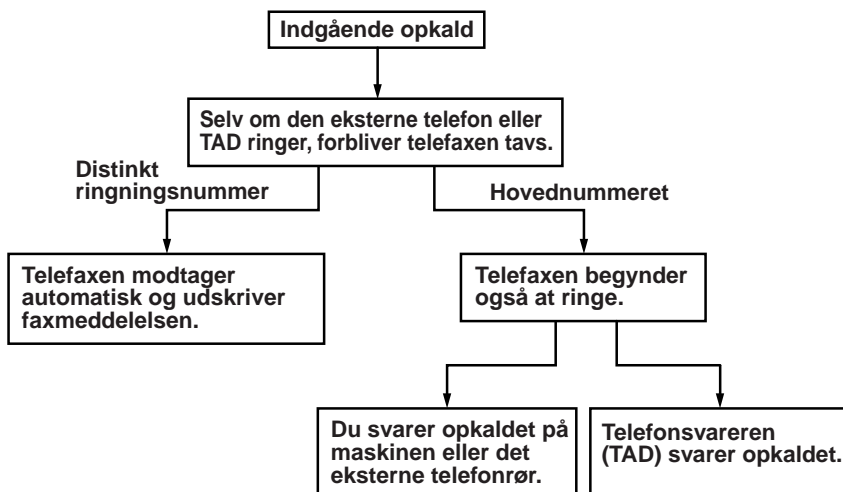 Indgående opkald
Selv om den eksterne telefon eller
TAD ringer, forbliver telefaxen tavs.
Distinkt
ringningsnummer
Hovednummeret
Telefaxen modtager
automatisk og udskriver
faxmeddelelsen.
Telefaxen begynder
også at ringe.
Du svarer opkaldet på
maskinen eller det
eksterne telefonrør.
Telefonsvareren
(TAD) svarer opkaldet.